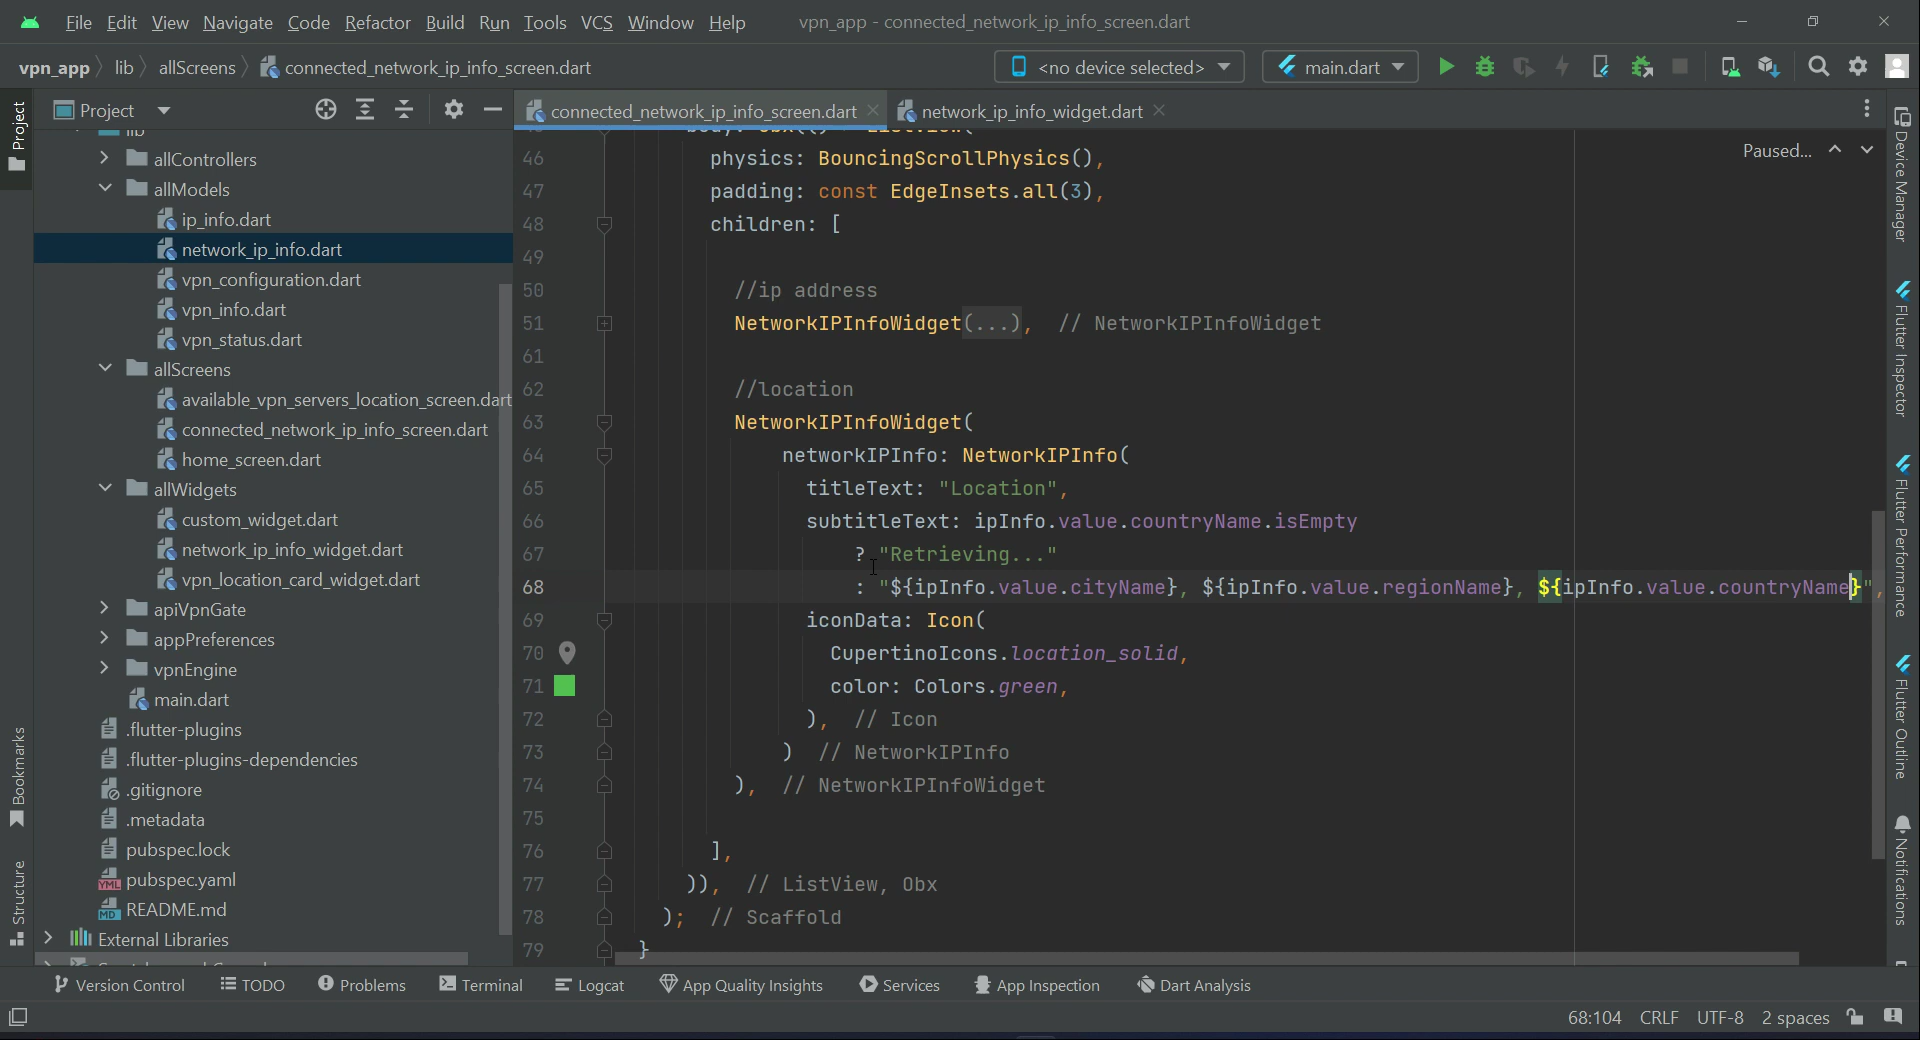 File Edit View Navigate Code Refactor Build Run Tools VCS Window Help vpn_app - connected_network_ip_info_screen.dart
vpn_app lib allScreens connected_network_ip_info_screen.dart <no device selected> main.dart
Project
connected_network_ip_info_screen.dart network_ip_info_widget.dart
Project
lib
allControllers
allModels
ip_info.dart
network_ip_info.dart
vpn_configuration.dart
vpn_info.dart
vpn_status.dart
allScreens
available_vpn_servers_location_screen.dart
connected_network_ip_info_screen.dart
home_screen.dart
allWidgets
custom_widget.dart
network_ip_info_widget.dart
vpn_location_card_widget.dart
apiVpnGate
appPreferences
vpnEngine
main.dart
.flutter-plugins
.flutter-plugins-dependencies
.gitignore
.metadata
pubspec.lock
pubspec.yaml
README.md
External Libraries
Bookmarks
Structure
Paused...
46 physics: BouncingScrollPhysics(),
47 padding: const EdgeInsets.all(3),
48 children: [
49
50 //ip address
51 NetworkIPInfoWidget(...), // NetworkIPInfoWidget
61
62 //location
63 NetworkIPInfoWidget(
64 networkIPInfo: NetworkIPInfo(
65 titleText: "Location",
66 subtitleText: ipInfo.value.countryName.isEmpty
67 ? "Retrieving..."
68 : "${ipInfo.value.cityName}, ${ipInfo.value.regionName}, ${ipInfo.value.countryName}",
69 iconData: Icon(
70 CupertinoIcons.location_solid,
71 color: Colors.green,
72 ), // Icon
73 ) // NetworkIPInfo
74 ), // NetworkIPInfoWidget
75
76 ],
77 )), // ListView, Obx
78 ); // Scaffold
79 }
Device Manager
Flutter Inspector
Flutter Performance
Flutter Outline
Notifications
Version Control TODO Problems Terminal Logcat App Quality Insights Services App Inspection Dart Analysis
68:104 CRLF UTF-8 2 spaces